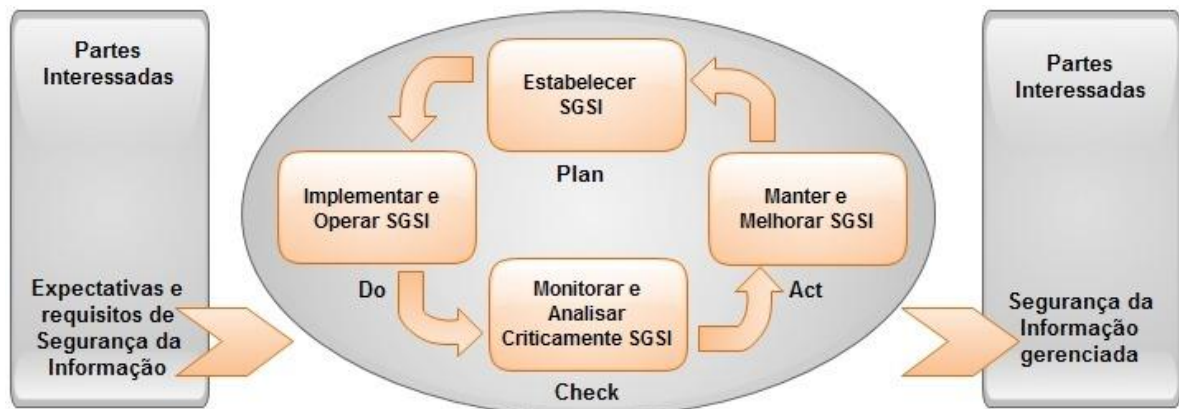 Partes
Interessadas
Expectativas e
requisitos de
Segurança da
Informação
Estabelecer
SGSI
Plan
Implementar e
Operar SGSI
Do
Manter e
Melhorar SGSI
Act
Monitorar e
Analisar
Criticamente SGSI
Check
Partes
Interessadas
Segurança da
Informação
gerenciada